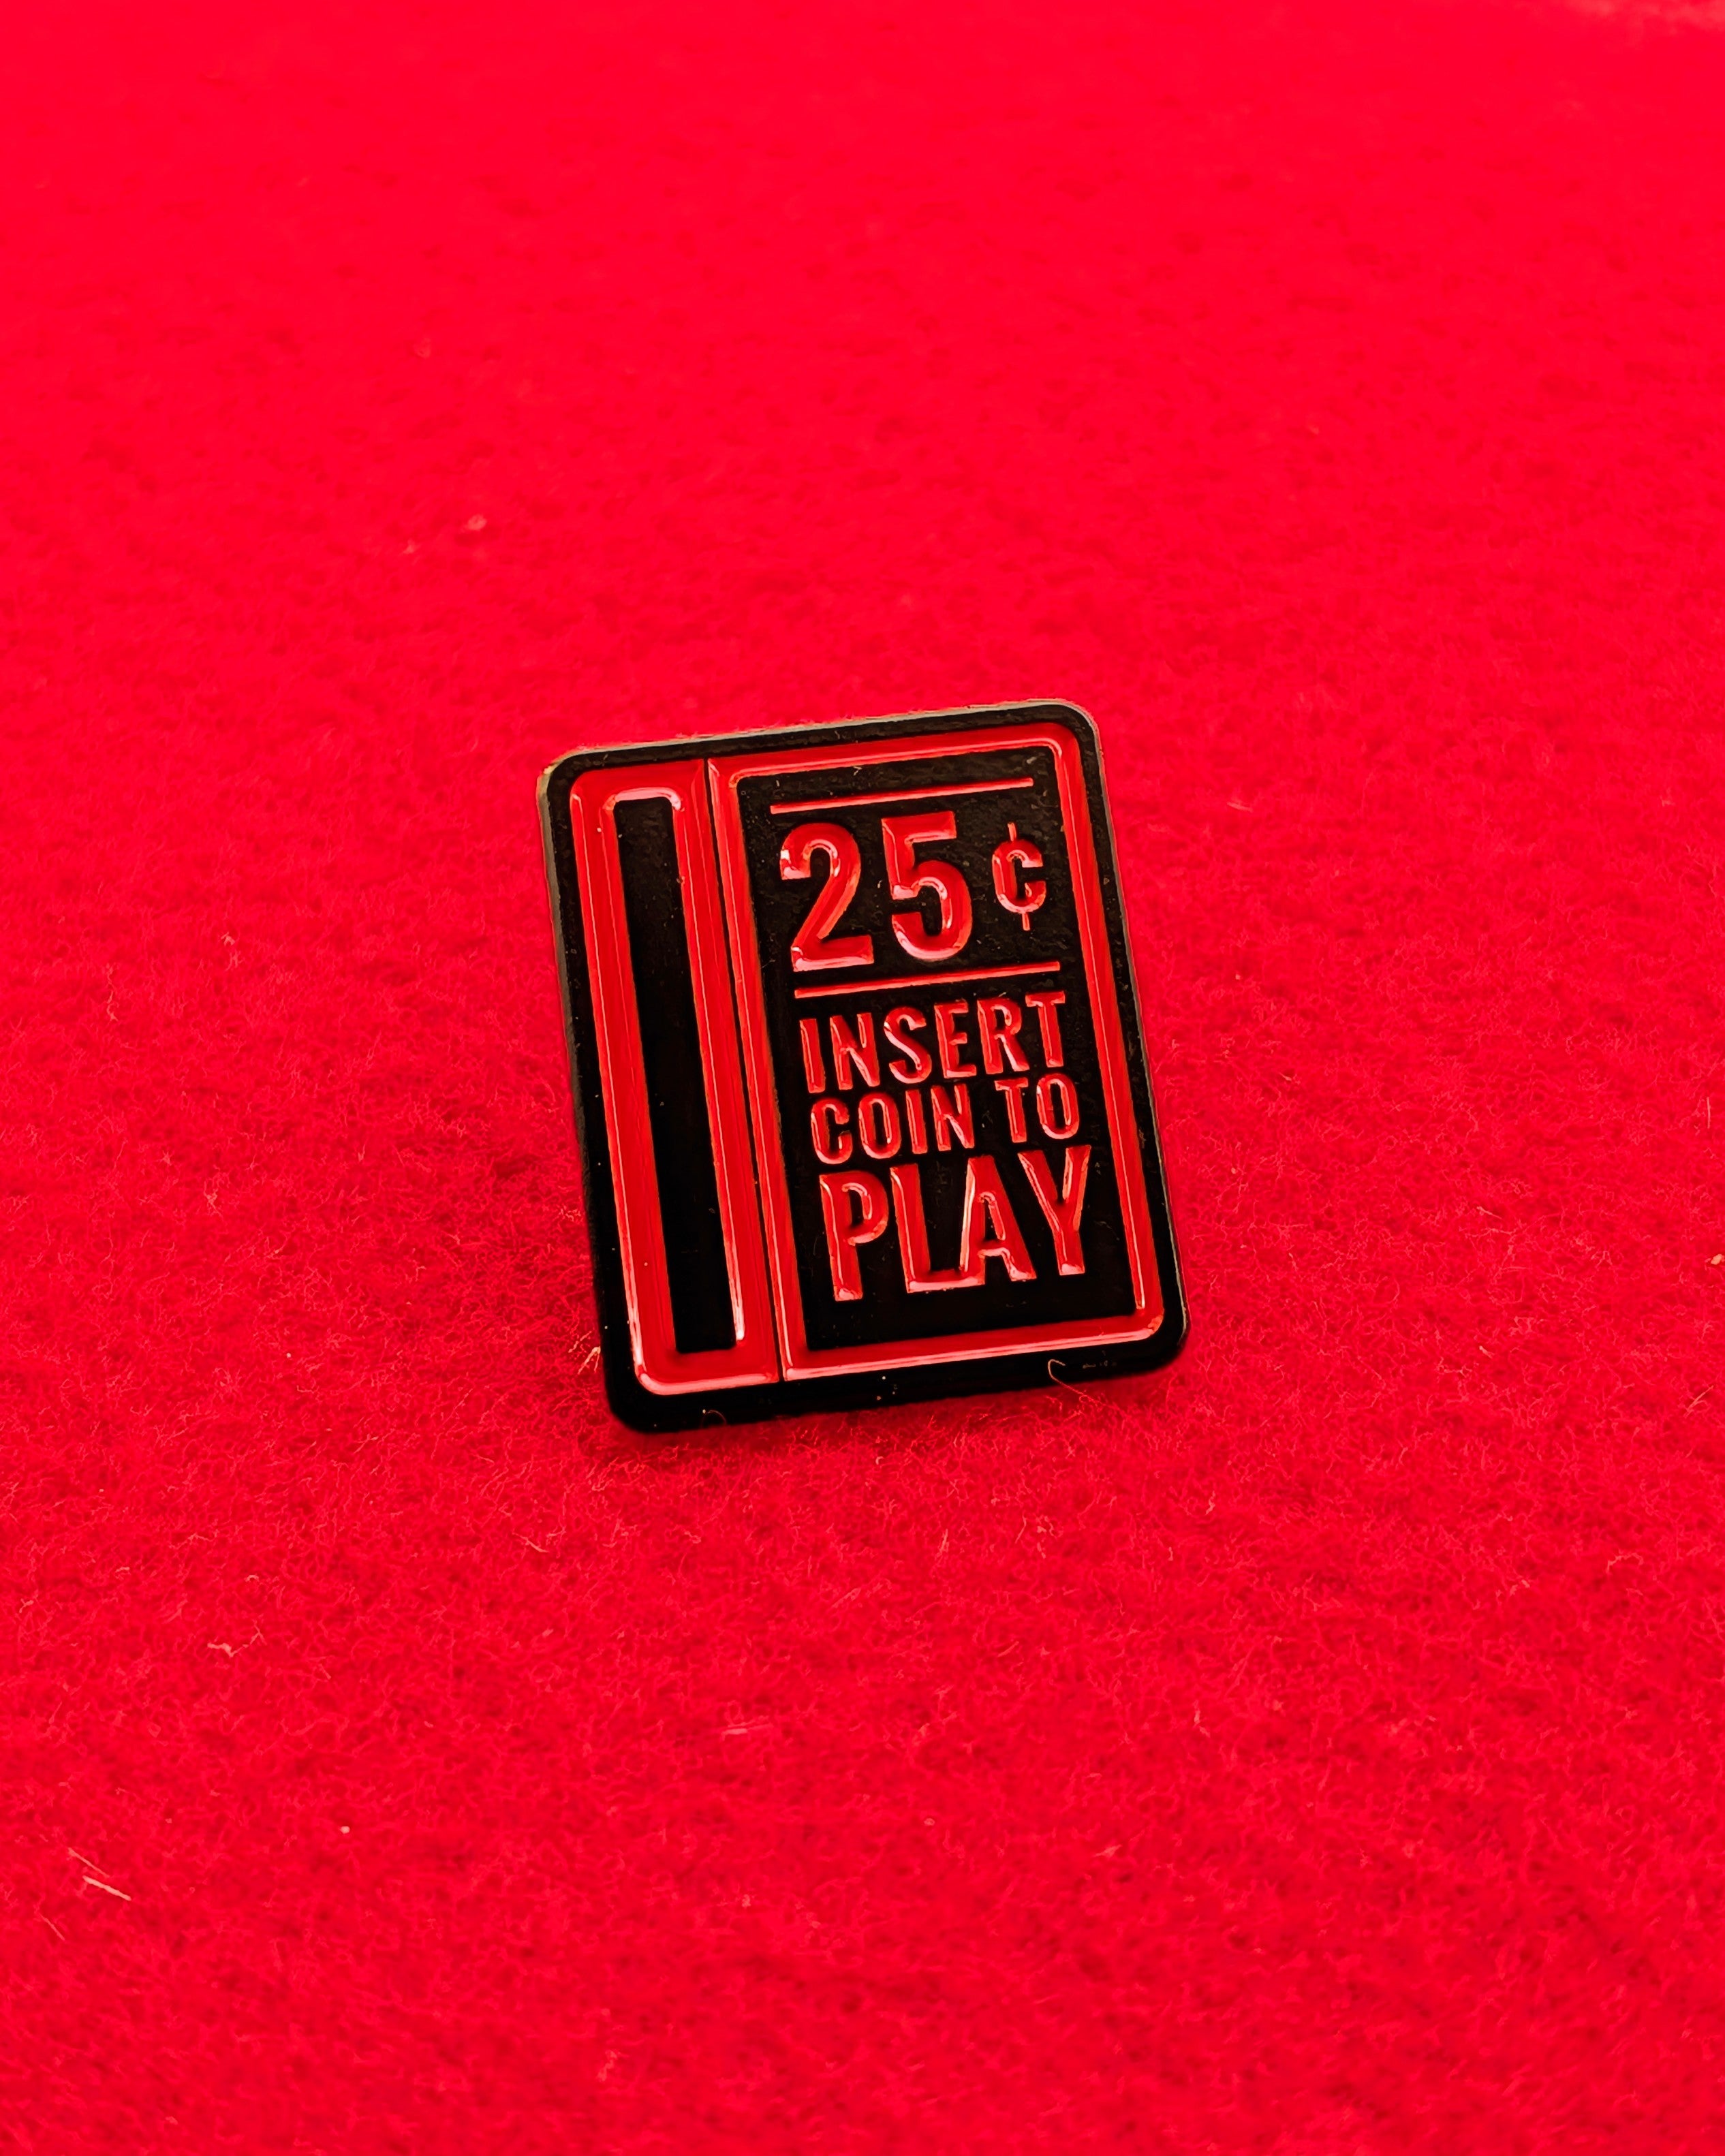 25¢
INSERT
COIN TO
PLAY